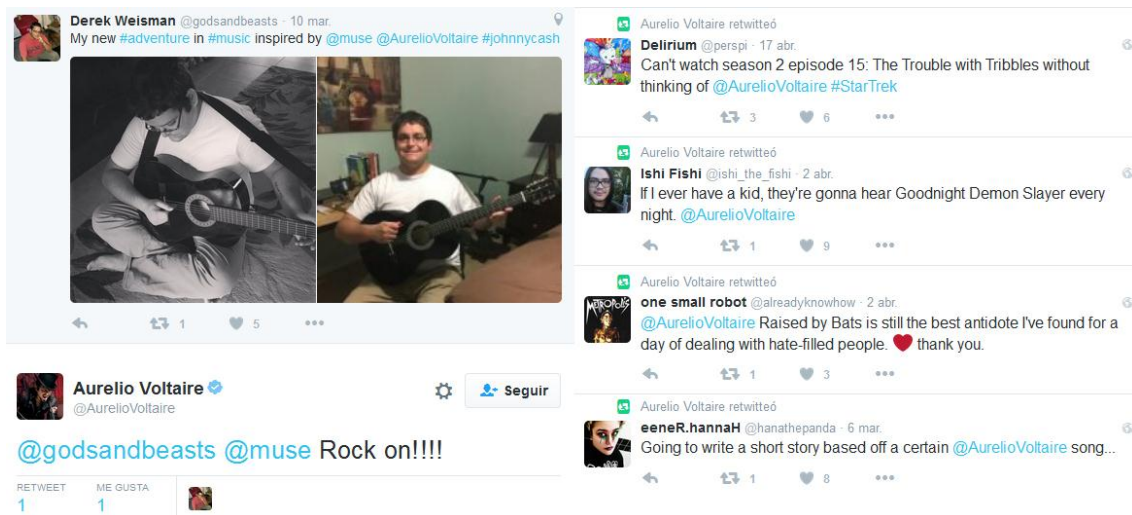 Derek Weisman @godsandbeasts · 10 mar.
My new #adventure in #music inspired by @muse @AurelioVoltaire #johnnycash
1 5
Aurelio Voltaire
@AurelioVoltaire
Seguir
@godsandbeasts @muse Rock on!!!!
RETWEET ME GUSTA
1 1
Aurelio Voltaire retwitteó
Delirium @perspi · 17 abr.
Can't watch season 2 episode 15: The Trouble with Tribbles without
thinking of @AurelioVoltaire #StarTrek
3 6
Aurelio Voltaire retwitteó
Ishi Fishi @ishi_the_fishi · 2 abr.
If I ever have a kid, they're gonna hear Goodnight Demon Slayer every
night. @AurelioVoltaire
1 9
Aurelio Voltaire retwitteó
METROPOLIS
one small robot @alreadyknowhow · 2 abr.
@AurelioVoltaire Raised by Bats is still the best antidote I've found for a
day of dealing with hate-filled people. ❤ thank you.
1 3
Aurelio Voltaire retwitteó
eeneR.hannaH @hanathepanda · 6 mar.
Going to write a short story based off a certain @AurelioVoltaire song...
1 8